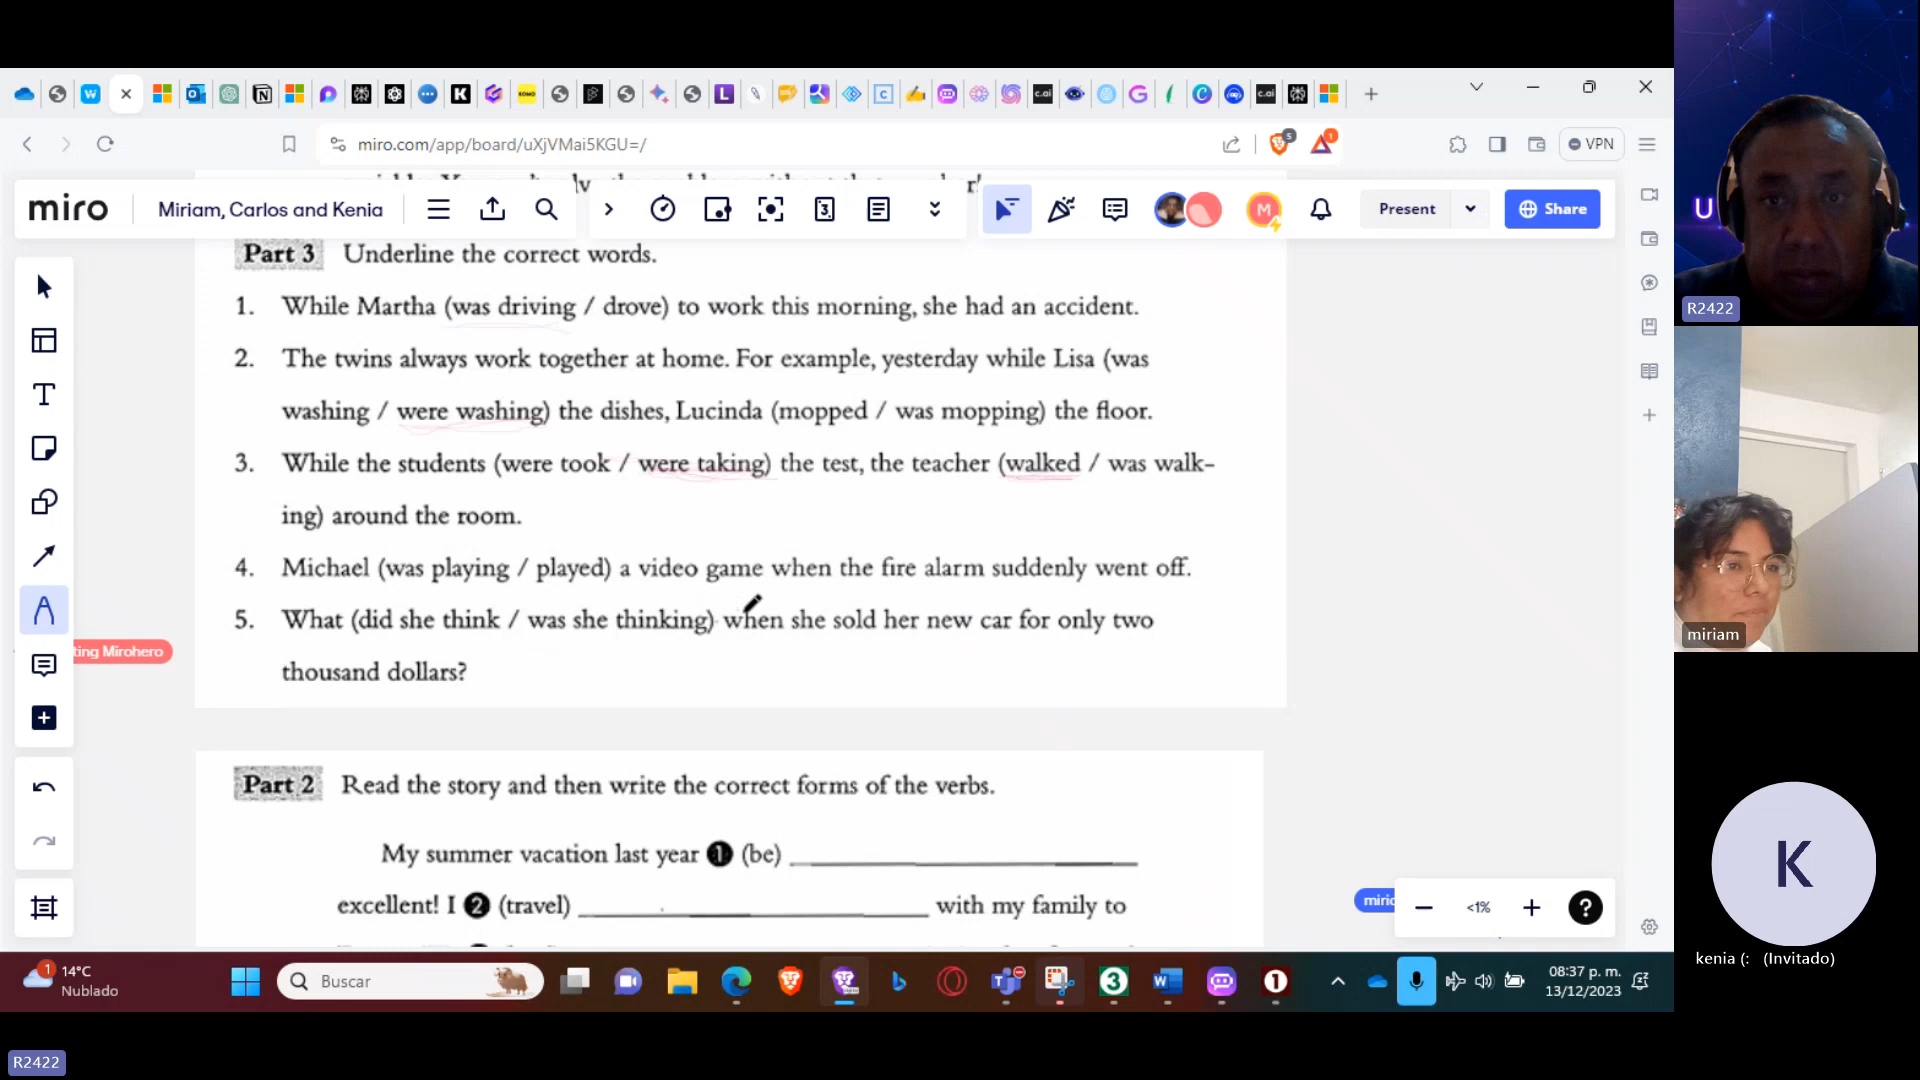 miro.com/app/board/uXjVMai5KGU=/
VPN
miro
Miriam, Carlos and Kenia
Present
Share
Part 3 Underline the correct words.
1. While Martha (was driving / drove) to work this morning, she had an accident.
2. The twins always work together at home. For example, yesterday while Lisa (was
washing / were washing) the dishes, Lucinda (mopped / was mopping) the floor.
3. While the students (were took / were taking) the test, the teacher (walked / was walk-
ing) around the room.
4. Michael (was playing / played) a video game when the fire alarm suddenly went off.
5. What (did she think / was she thinking) when she sold her new car for only two
thousand dollars?
ting Mirohero
Part 2 Read the story and then write the correct forms of the verbs.
My summer vacation last year 1 (be)
excellent! I 2 (travel) with my family to
miric
<1%
R2422
miriam
K
kenia (: (Invitado)
1
14°C
Nublado
Buscar
08:37 p. m.
13/12/2023
R2422